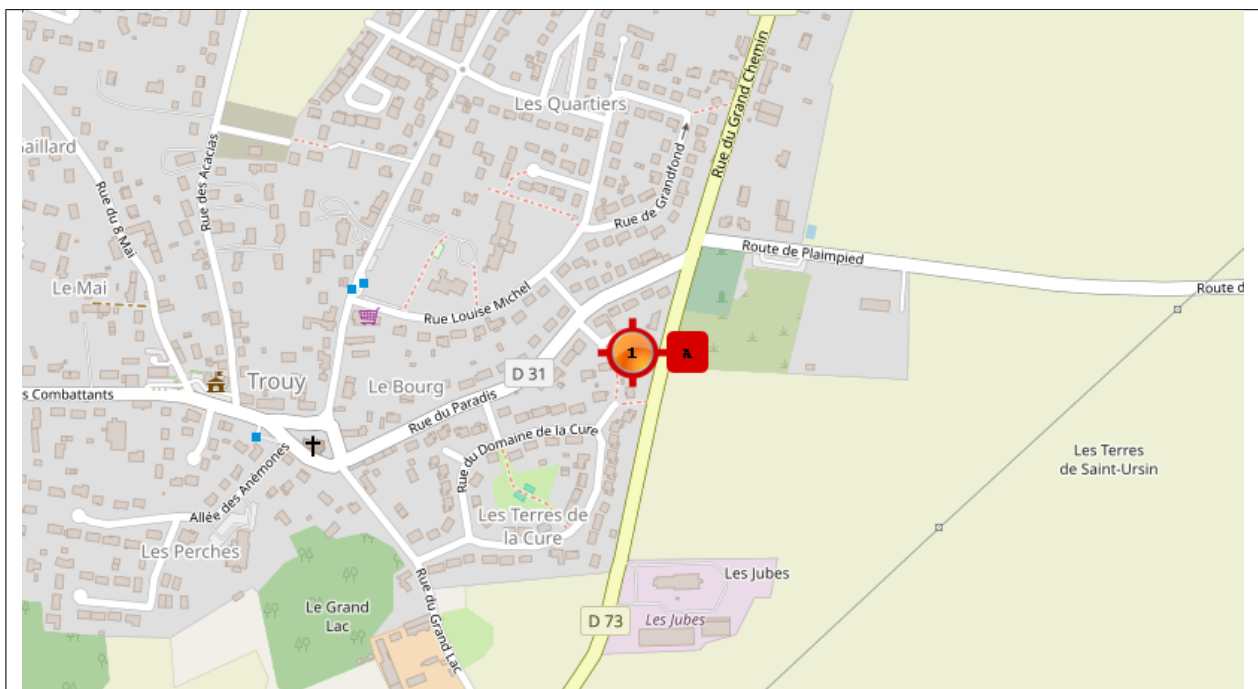 Les Quartiers
Rue du Grand Chemin
Gaillard
Rue des Acacias
Rue du 8 Mai
Rue de Grandfond
Route de Plaimpied
Route d
Le Mai
Rue Louise Michel
1
A
D 31
Trouy
Le Bourg
s Combattants
Rue du Paradis
Rue du Domaine de la Cure
Les Terres
de Saint-Ursin
Allée des Anémones
Les Terres de
la Cure
Les Perches
Les Jubes
Le Grand
Lac
Rue du Grand Lac
D 73
Les Jubes